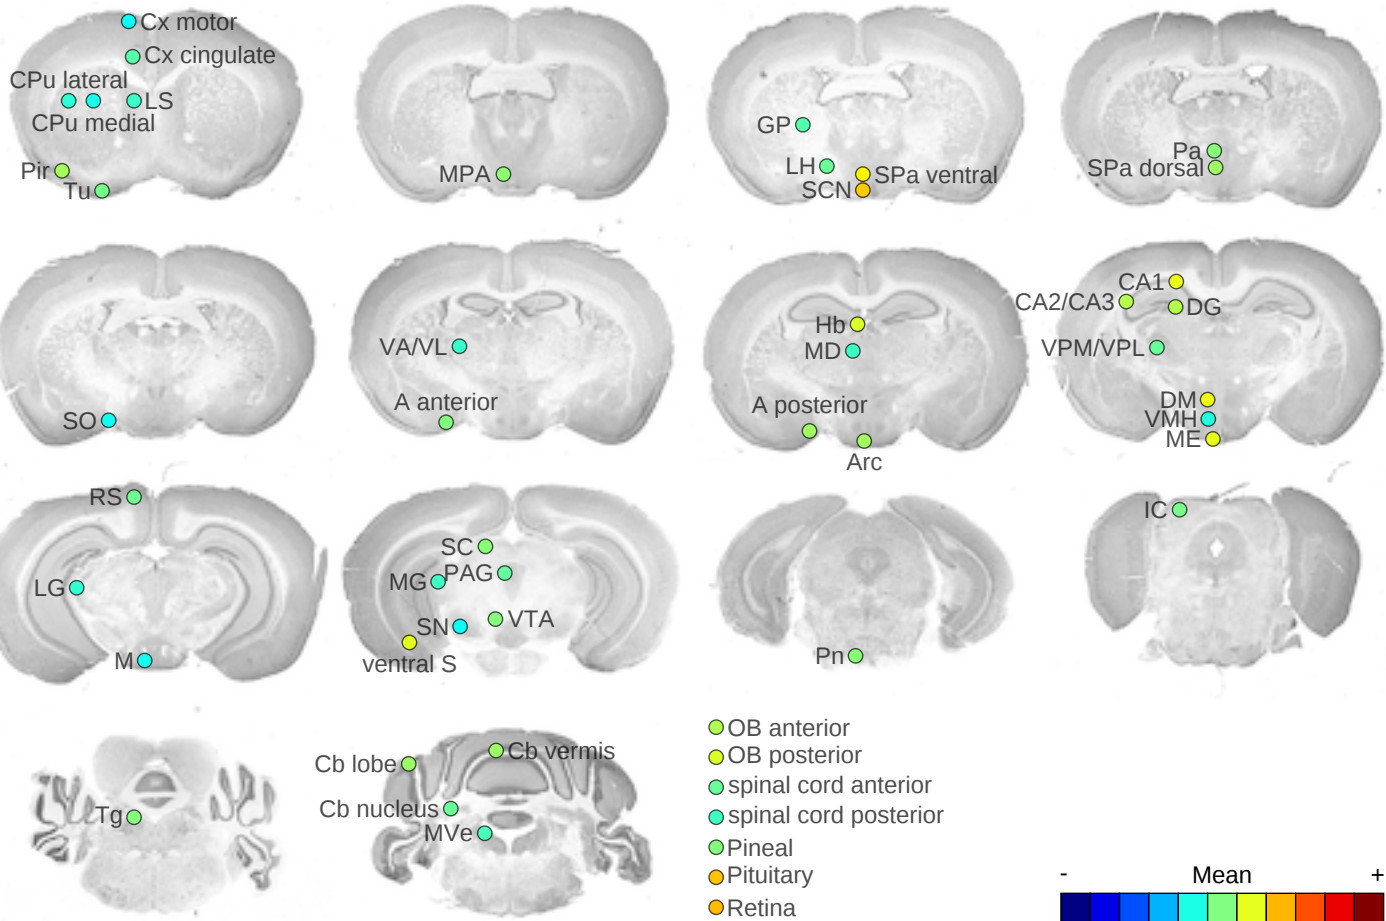 Cx motor
Cx cingulate
CPu lateral
LS
CPu medial
Pir
Tu
MPA
GP
LH
SPa ventral
SCN
Pa
SPa dorsal
SO
VA/VL
A anterior
Hb
MD
A posterior
Arc
CA1
CA2/CA3
DG
VPM/VPL
DM
VMH
ME
RS
LG
M
SC
PAG
MG
VTA
SN
ventral S
Pn
IC
Tg
Cb vermis
Cb lobe
Cb nucleus
MVe
OB anterior
OB posterior
spinal cord anterior
spinal cord posterior
Pineal
Pituitary
Retina
- Mean +